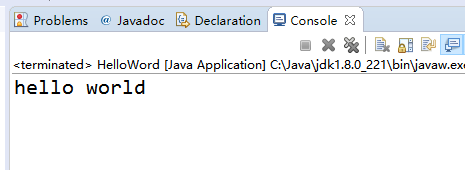 Problems @ Javadoc Declaration Console
<terminated> HelloWord [Java Application] C:\Java\jdk1.8.0_221\bin\javaw.exe
hello world